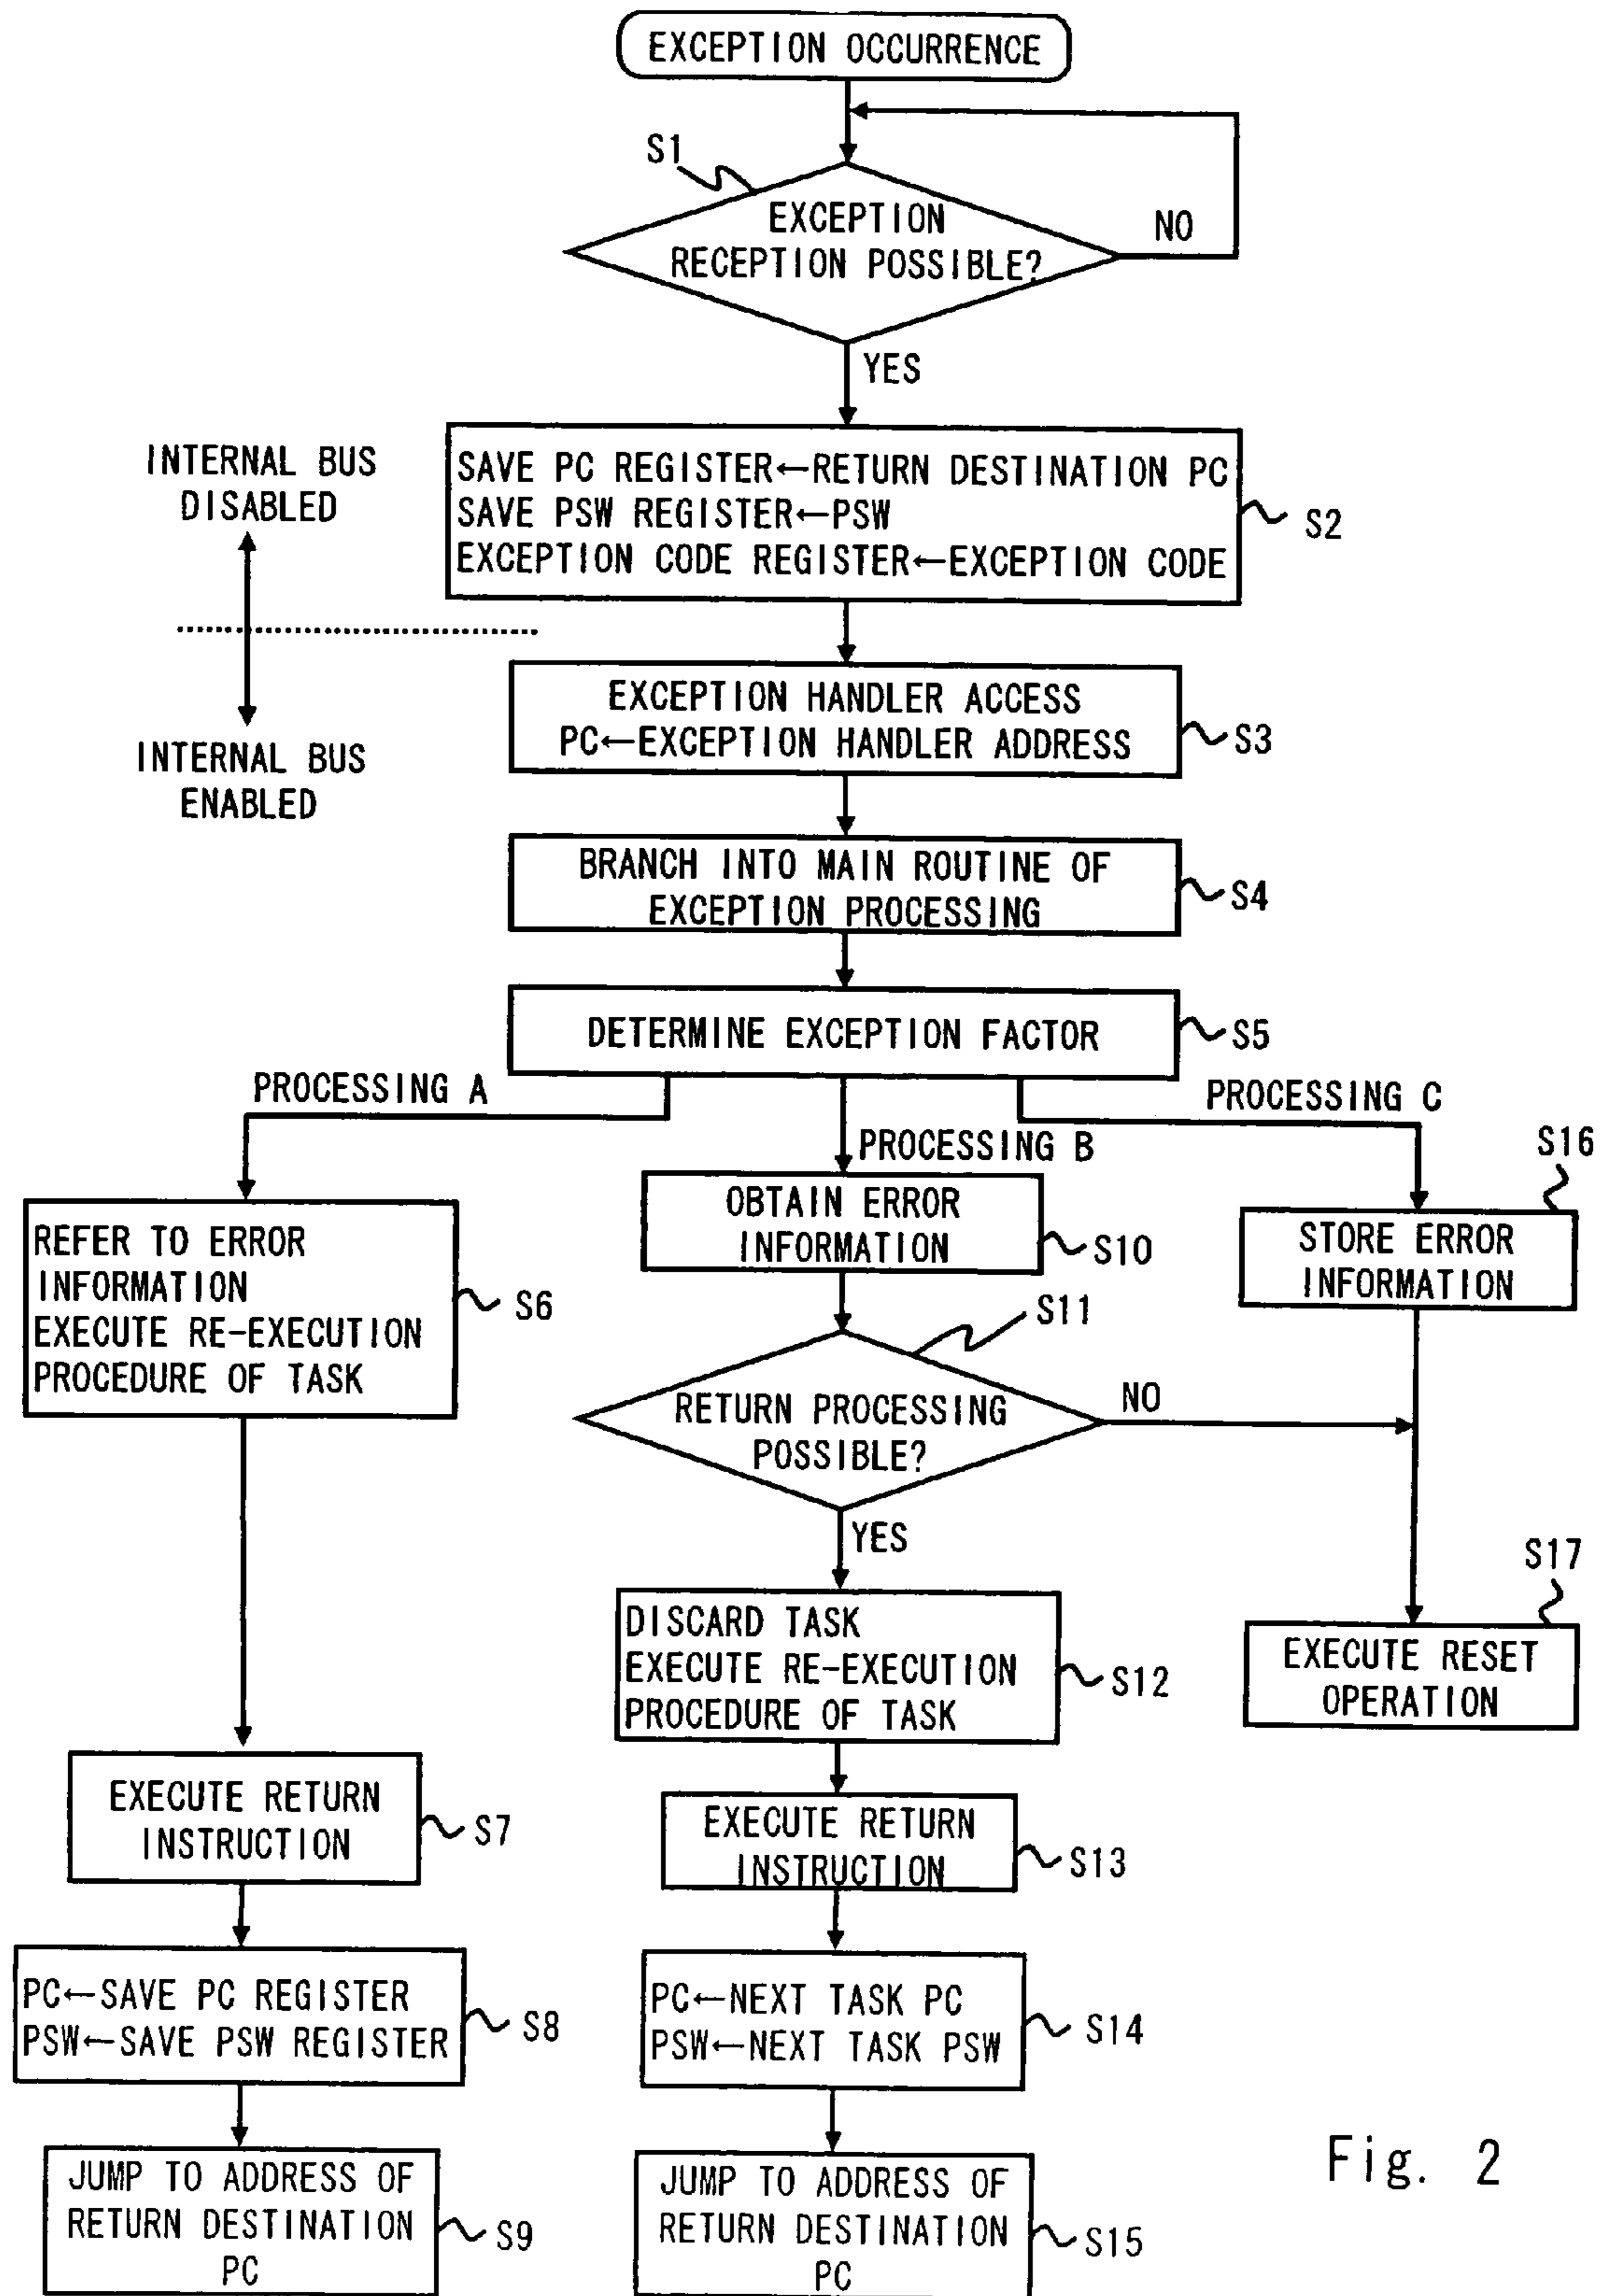 EXCEPTION OCCURRENCE
S1
EXCEPTION
RECEPTION POSSIBLE?
NO
YES
INTERNAL BUS
DISABLED
SAVE PC REGISTER←RETURN DESTINATION PC
SAVE PSW REGISTER←PSW
EXCEPTION CODE REGISTER←EXCEPTION CODE
S2
INTERNAL BUS
ENABLED
EXCEPTION HANDLER ACCESS
PC←EXCEPTION HANDLER ADDRESS
S3
BRANCH INTO MAIN ROUTINE OF
EXCEPTION PROCESSING
S4
DETERMINE EXCEPTION FACTOR
S5
PROCESSING A
PROCESSING B
PROCESSING C
REFER TO ERROR
INFORMATION
EXECUTE RE-EXECUTION
PROCEDURE OF TASK
S6
OBTAIN ERROR
INFORMATION
S10
S16
STORE ERROR
INFORMATION
S11
RETURN PROCESSING
POSSIBLE?
NO
YES
DISCARD TASK
EXECUTE RE-EXECUTION
PROCEDURE OF TASK
S12
S17
EXECUTE RESET
OPERATION
EXECUTE RETURN
INSTRUCTION
S7
EXECUTE RETURN
INSTRUCTION
S13
PC←SAVE PC REGISTER
PSW←SAVE PSW REGISTER
S8
PC←NEXT TASK PC
PSW←NEXT TASK PSW
S14
JUMP TO ADDRESS OF
RETURN DESTINATION
PC
S9
JUMP TO ADDRESS OF
RETURN DESTINATION
PC
S15
Fig. 2